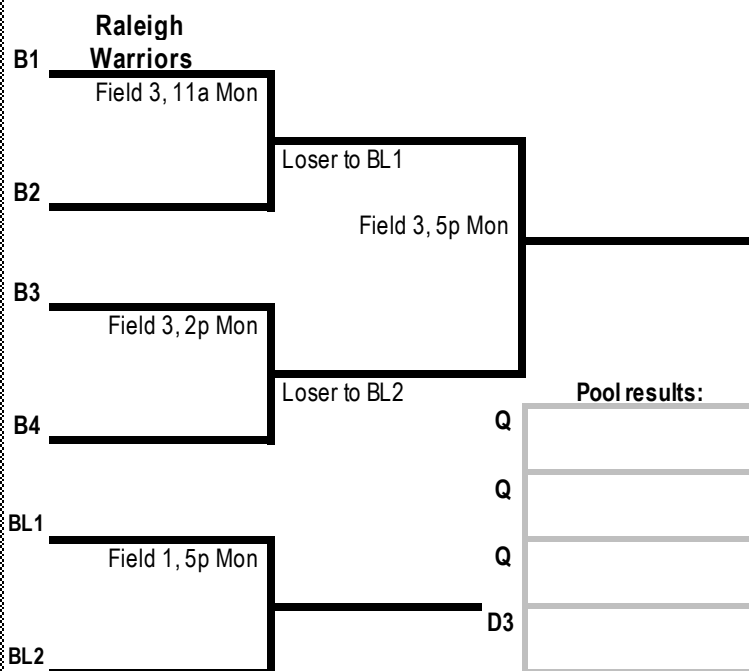 Raleigh
B1 Warriors
Field 3, 11a Mon
Loser to BL1
B2
Field 3, 5p Mon
B3
Field 3, 2p Mon
Loser to BL2
Pool results:
B4
Q
Q
BL1
Field 1, 5p Mon
Q
D3
BL2